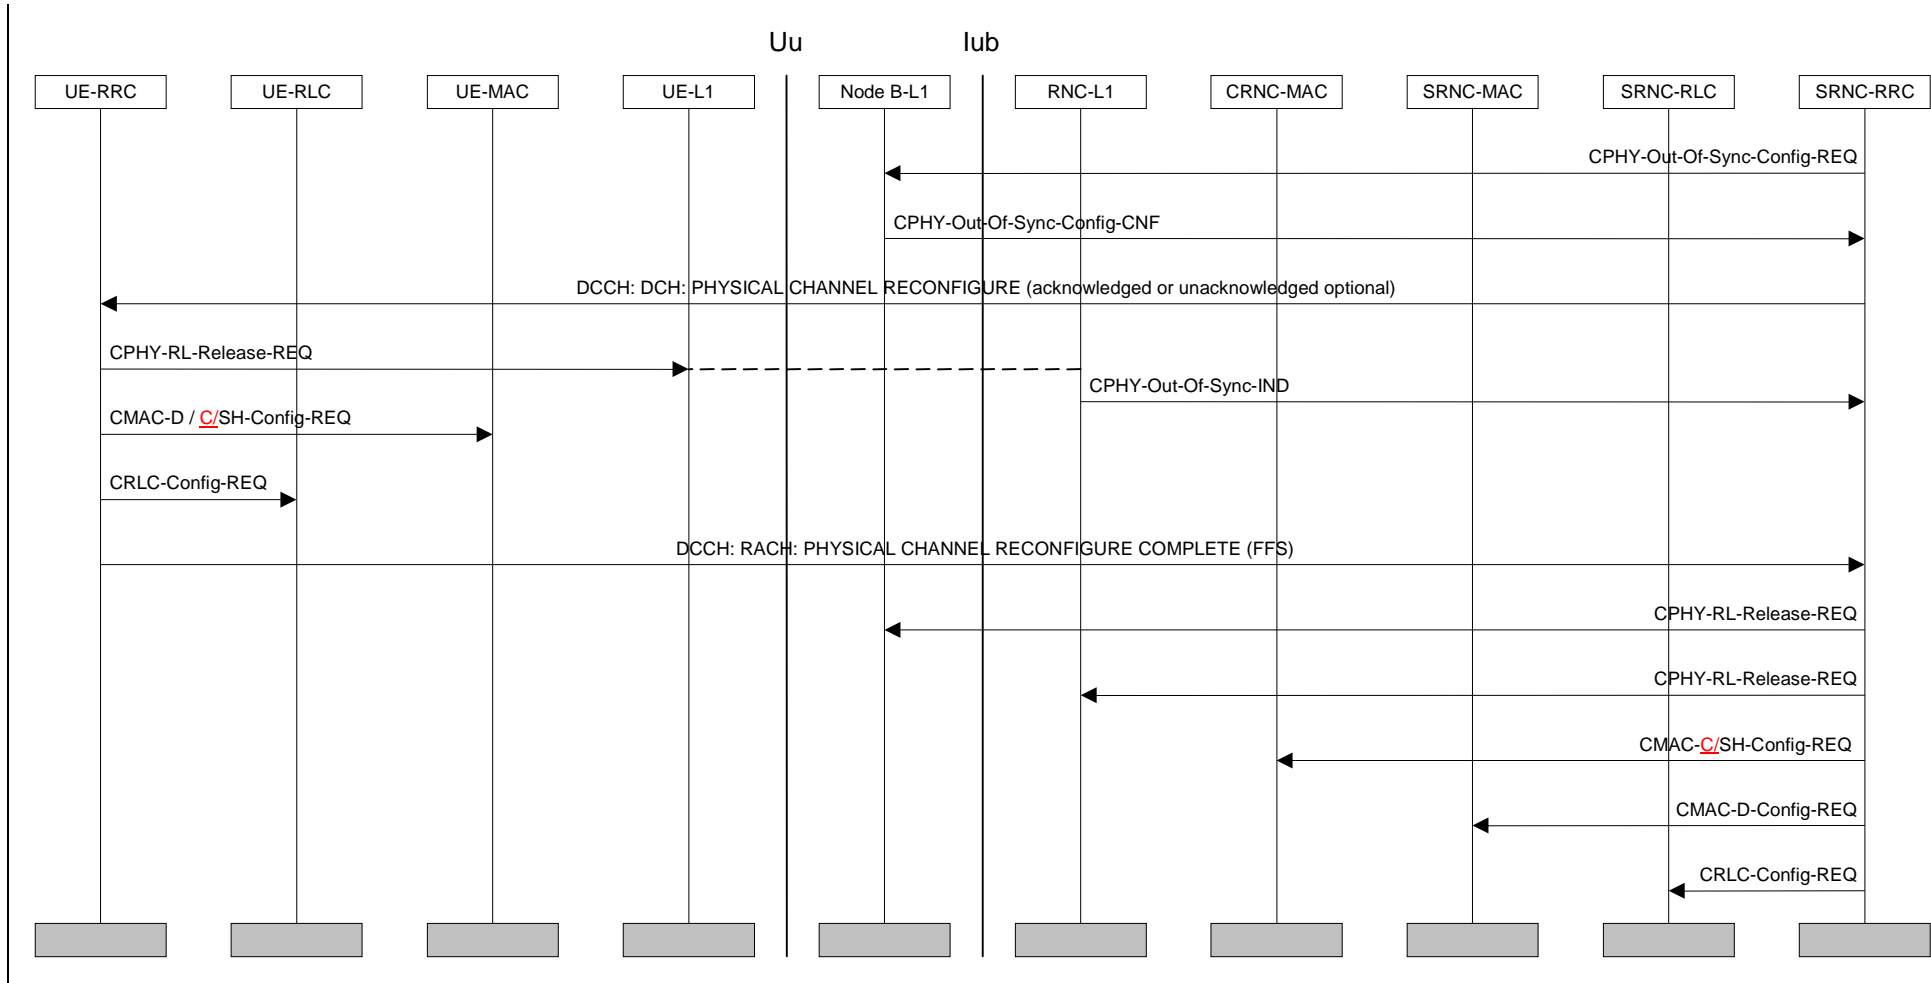 Uu
Iub
UE-RRC
UE-RLC
UE-MAC
UE-L1
Node B-L1
RNC-L1
CRNC-MAC
SRNC-MAC
SRNC-RLC
SRNC-RRC
CPHY-Out-Of-Sync-Config-REQ
CPHY-Out-Of-Sync-Config-CNF
DCCH: DCH: PHYSICAL CHANNEL RECONFIGURE (acknowledged or unacknowledged optional)
CPHY-RL-Release-REQ
CPHY-Out-Of-Sync-IND
CMAC-D / C/SH-Config-REQ
CRLC-Config-REQ
DCCH: RACH: PHYSICAL CHANNEL RECONFIGURE COMPLETE (FFS)
CPHY-RL-Release-REQ
CPHY-RL-Release-REQ
CMAC-C/SH-Config-REQ
CMAC-D-Config-REQ
CRLC-Config-REQ